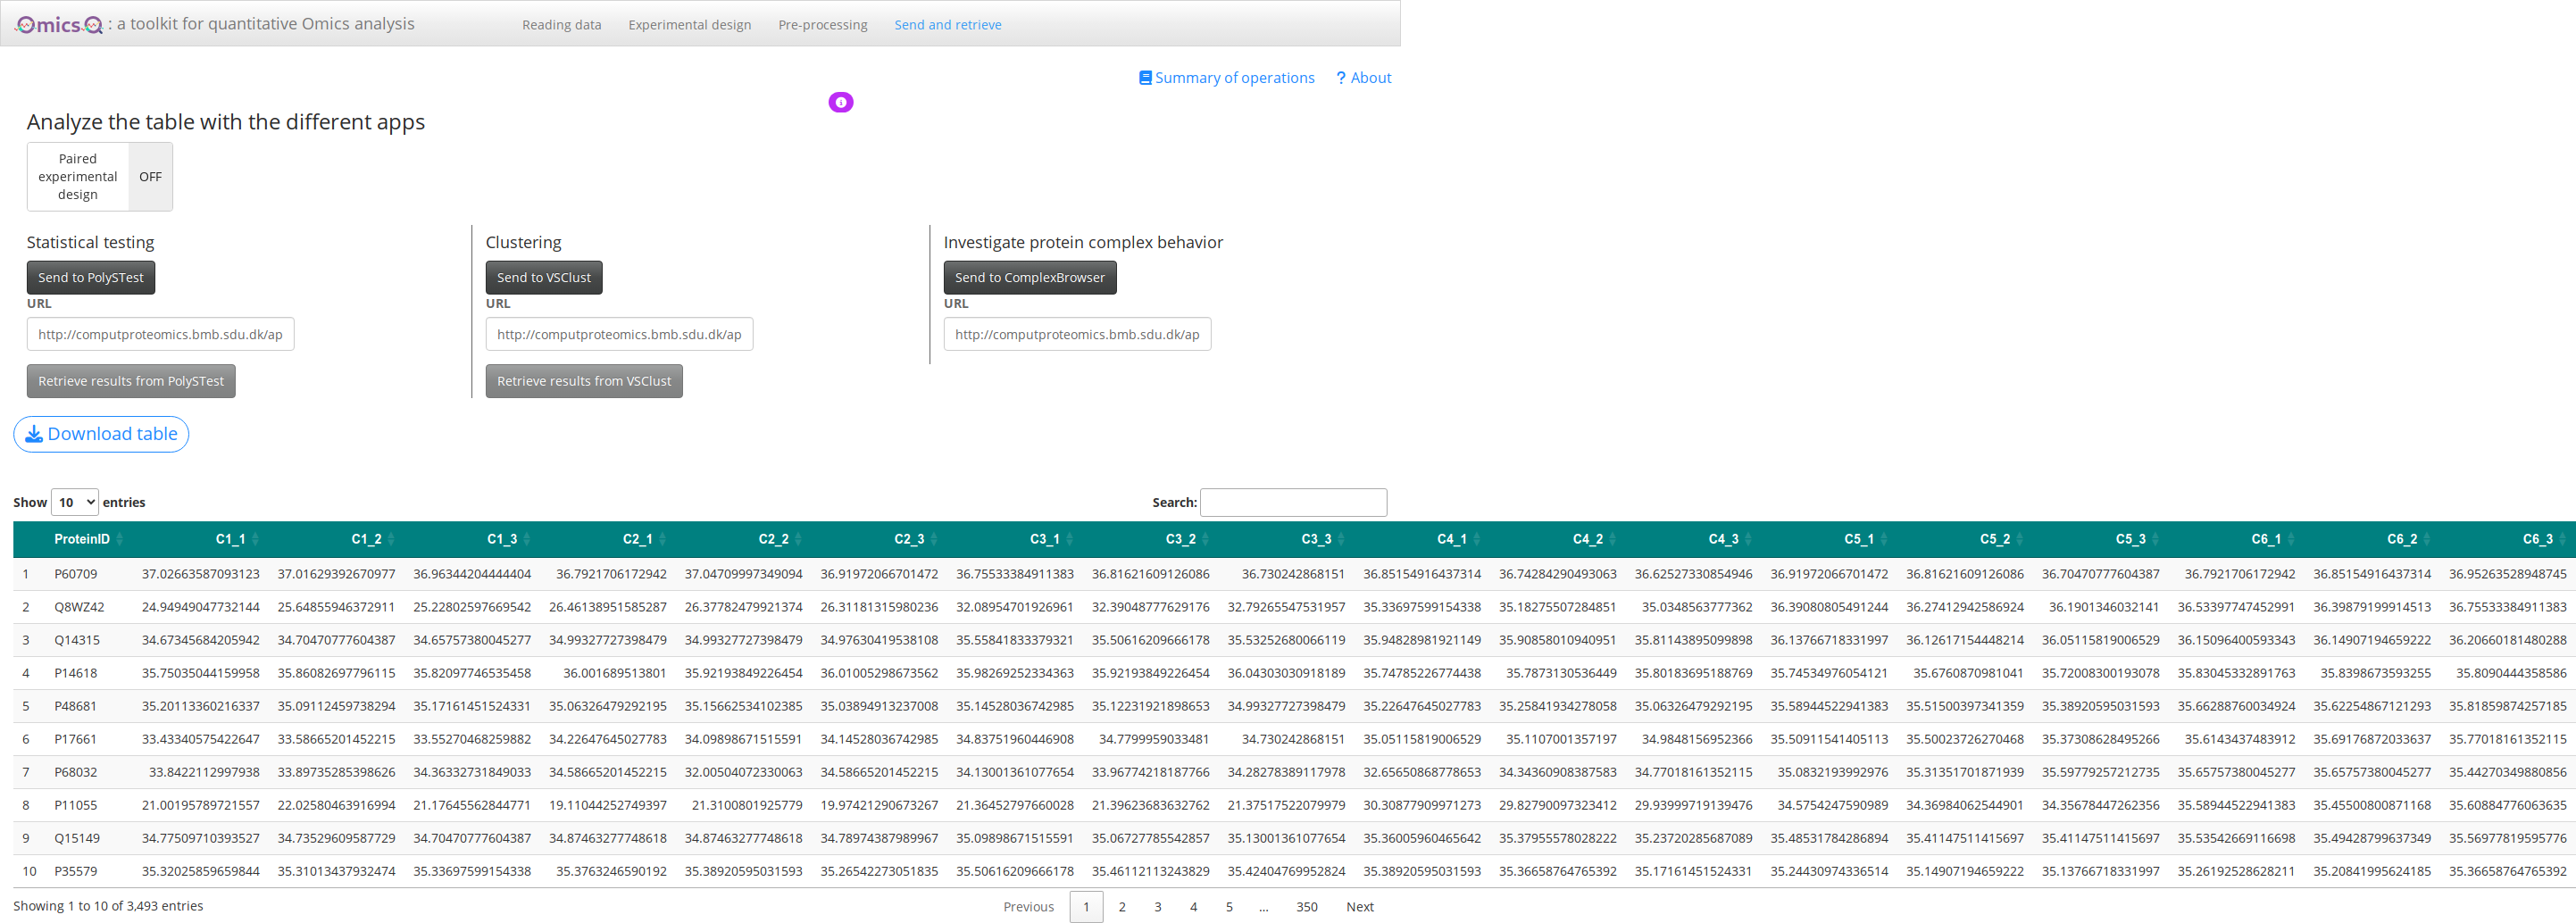 OmicsQ : a toolkit for quantitative Omics analysis Reading data Experimental design Pre-processing Send and retrieve
Summary of operations ? About
Analyze the table with the different apps
Paired
experimental OFF
design
Statistical testing Clustering Investigate protein complex behavior
Send to PolySTest Send to VSClust Send to ComplexBrowser
URL URL URL
http://computproteomics.bmb.sdu.dk/ap http://computproteomics.bmb.sdu.dk/ap http://computproteomics.bmb.sdu.dk/ap
Retrieve results from PolySTest Retrieve results from VSClust
Download table
Show 10 entries Search:
ProteinID C1_1 C1_2 C1_3 C2_1 C2_2 C2_3 C3_1 C3_2 C3_3 C4_1 C4_2 C4_3 C5_1 C5_2 C5_3 C6_1 C6_2 C6_3
1 P60709 37.02663587093123 37.01629392670977 36.96344204444404 36.7921706172942 37.04709997349094 36.91972066701472 36.75533384911383 36.81621609126086 36.730242868151 36.85154916437314 36.74284290493063 36.62527330854946 36.91972066701472 36.81621609126086 36.70470777604387 36.7921706172942 36.85154916437314 36.95263528948745
2 Q8WZ42 24.94949047732144 25.64855946372911 25.22802597669542 26.46138951585287 26.37782479921374 26.31181315980236 32.08954701926961 32.39048777629176 32.79265547531957 35.33697599154338 35.18275507284851 35.0348563777362 36.39080805491244 36.27412942586924 36.1901346032141 36.53397747452991 36.39879199914513 36.75533384911383
3 Q14315 34.67345684205942 34.70470777604387 34.65757380045277 34.99327727398479 34.99327727398479 34.97630419538108 35.55841833379321 35.50616209666178 35.53252680066119 35.94828981921149 35.90858010940951 35.81143895099898 36.13766718331997 36.12617154448214 36.05115819006529 36.15096400593343 36.14907194659222 36.20660181480288
4 P14618 35.75035044159958 35.86082697796115 35.82097746535458 36.001689513801 35.92193849226454 36.01005298673562 35.98269252334363 35.92193849226454 36.04303030918189 35.74785226774438 35.7873130536449 35.80183695188769 35.74534976054121 35.6760870981041 35.72008300193078 35.83045332891763 35.8398673593255 35.8090444358586
5 P48681 35.20113360216337 35.09112459738294 35.17161451524331 35.06326479292195 35.15662534102385 35.03894913237008 35.14528036742985 35.12231921898653 34.99327727398479 35.22647645027783 35.25841934278058 35.06326479292195 35.58944522941383 35.51500397341359 35.38920595031593 35.66288760034924 35.62254867121293 35.81859874257185
6 P17661 33.43340575422647 33.58665201452215 33.55270468259882 34.22647645027783 34.09898671515591 34.14528036742985 34.83751960446908 34.7799959033481 34.730242868151 35.05115819006529 35.1107001357197 34.9848156952366 35.50911541405113 35.50023726270468 35.37308628495266 35.6143437483912 35.69176872033637 35.77018161352115
7 P68032 33.8422112997938 33.89735285398626 34.36332731849033 34.58665201452215 32.00504072330063 34.58665201452215 34.13001361077654 33.96774218187766 34.28278389117978 32.65650868778653 34.34360908387583 34.77018161352115 35.0832193992976 35.31351701871939 35.59779257212735 35.65757380045277 35.65757380045277 35.44270349880856
8 P11055 21.00195789721557 22.02580463916994 21.17645562844771 19.11044252749397 21.3100801925779 19.97421290673267 21.36452797660028 21.39623683632762 21.37517522079979 30.30877909971273 29.82790097323412 29.93999719139476 34.5754247590989 34.36984062544901 34.35678447262356 35.58944522941383 35.45500800871168 35.60884776063635
9 Q15149 34.77509710393527 34.73529609587729 34.70470777604387 34.87463277748618 34.87463277748618 34.78974387989967 35.09898671515591 35.06727785542857 35.13001361077654 35.36005960465642 35.37955578028222 35.23720285687089 35.48531784286894 35.41147511415697 35.41147511415697 35.53542669116698 35.49428799637349 35.56977819595776
10 P35579 35.32025859659844 35.31013437932474 35.33697599154338 35.3763246590192 35.38920595031593 35.26542273051835 35.50616209666178 35.46112113243829 35.42404769952824 35.38920595031593 35.36658764765392 35.17161451524331 35.24430974336514 35.14907194659222 35.13766718331997 35.26192528628211 35.20841995624185 35.36658764765392
Showing 1 to 10 of 3,493 entries Previous 1 2 3 4 5 … 350 Next